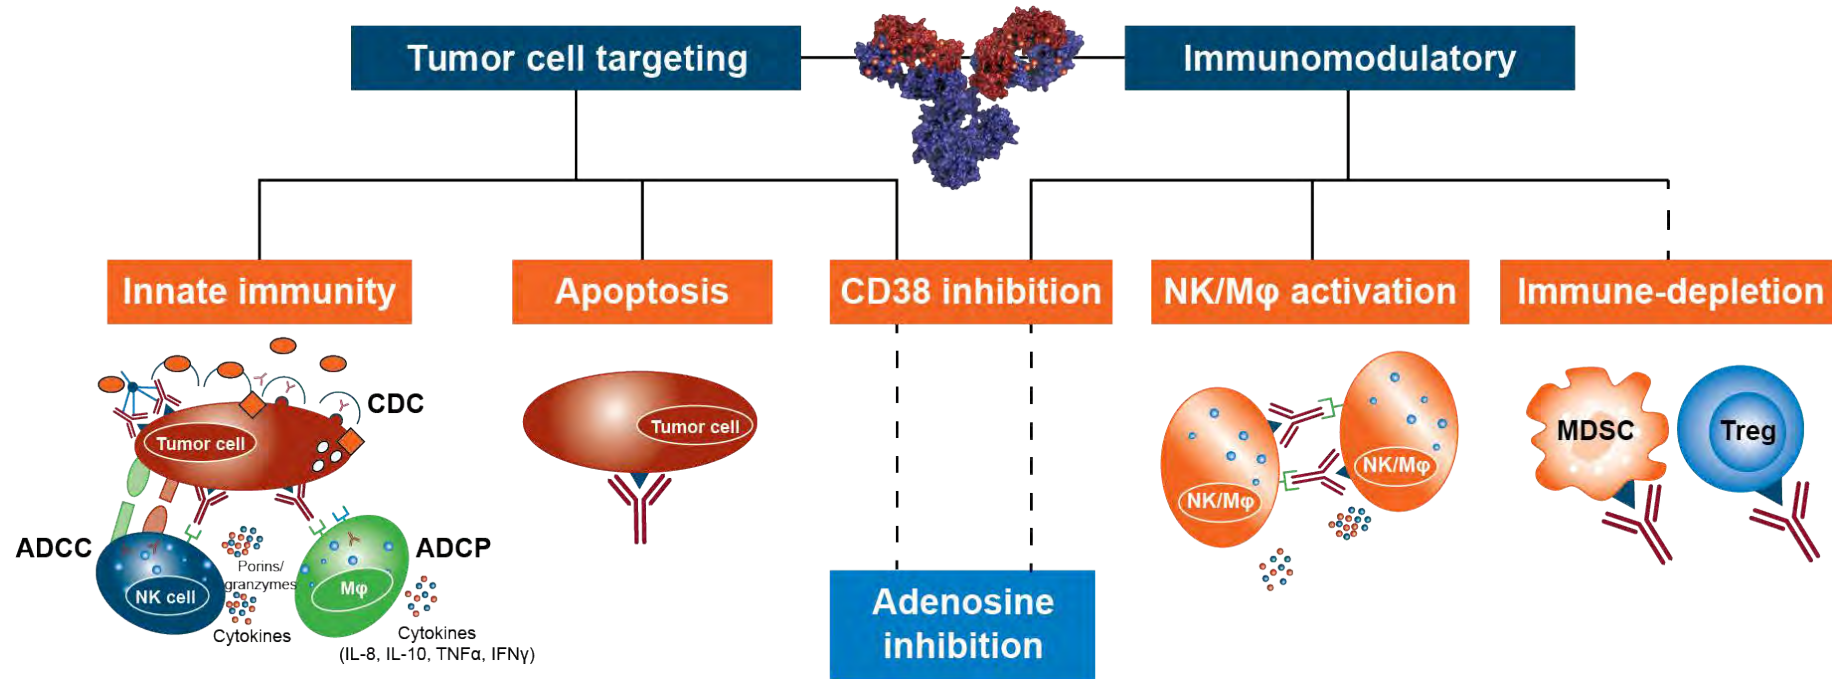 Tumor cell targeting
Immunomodulatory
Innate immunity
Apoptosis
CD38 inhibition
NK/Mφ activation
Immune-depletion
CDC
Tumor cell
ADCC
ADCP
NK cell
Porins/
granzymes
Mφ
Cytokines
Cytokines
(IL-8, IL-10, TNFα, IFNγ)
Tumor cell
Adenosine
inhibition
NK/Mφ
NK/Mφ
MDSC
Treg